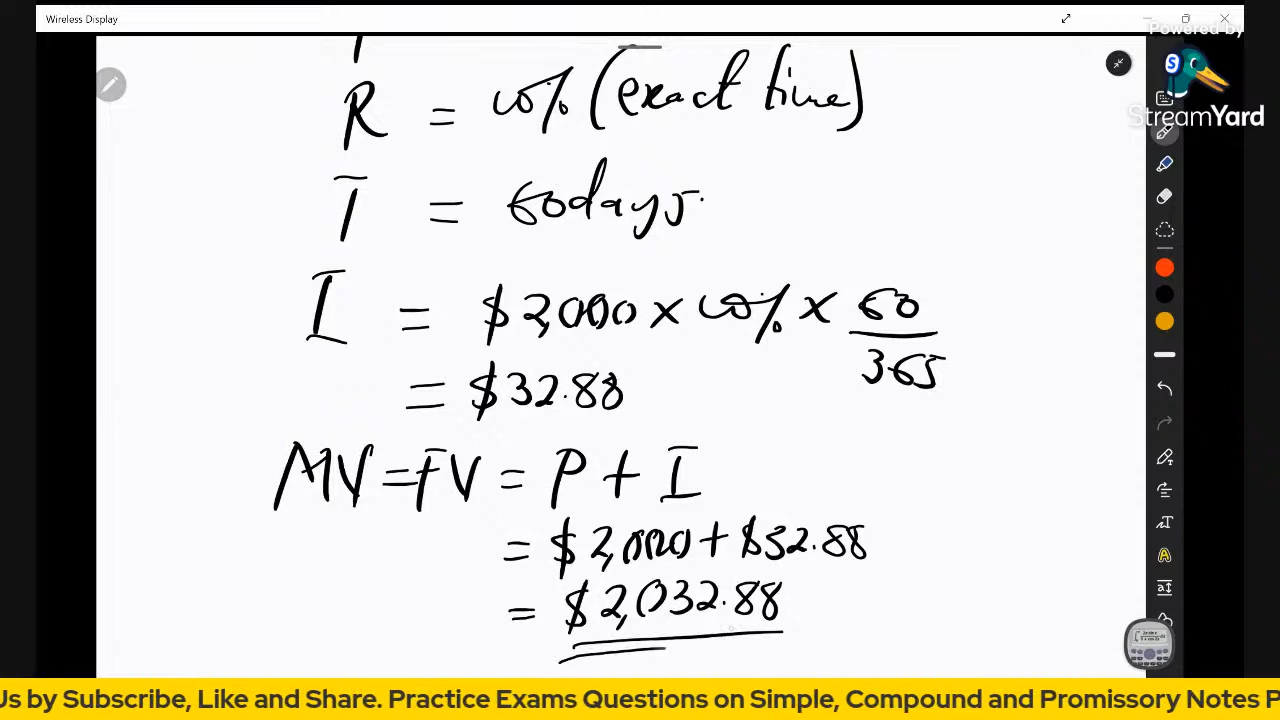 Wireless Display
Powered by
StreamYard
R = 10% (exact time)
T = 60days.
I = $2,000 x 10% x 60
365
= $32.88
MV = FV = P + I
= $2,000 + $32.88
= $2,032.88
Us by Subscribe, Like and Share. Practice Exams Questions on Simple, Compound and Promissory Notes P